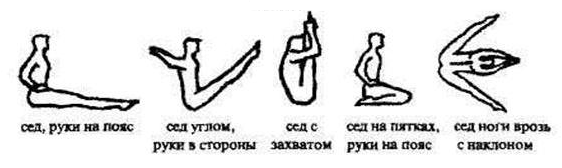 сед, руки на пояс
сед углом,
руки в стороны
сед с
захватом
сед на пятках,
руки на пояс
сед ноги врозь
с наклоном